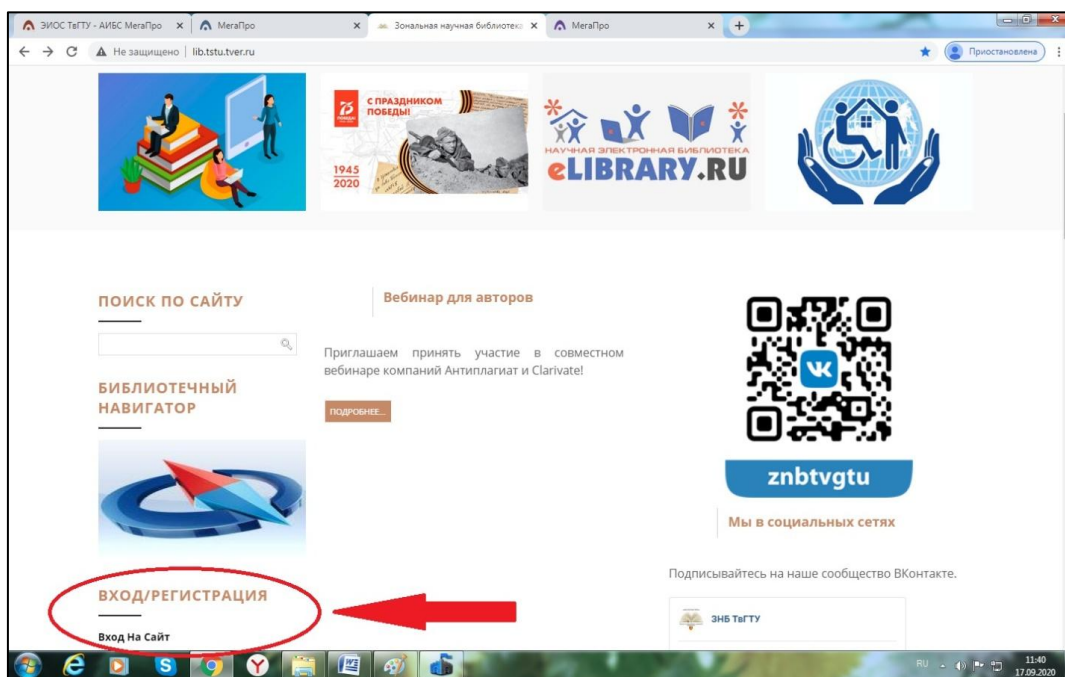 ЭИОС ТвГТУ - АИБС МегаПро
МегаПро
Зональная научная библиотека
МегаПро
Не защищено
lib.tstu.tver.ru
Приостановлена
75
С ПРАЗДНИКОМ
ПОБЕДЫ!
1945
2020
НАУЧНАЯ ЭЛЕКТРОННАЯ БИБЛИОТЕКА
eLIBRARY.RU
ПОИСК ПО САЙТУ
БИБЛИОТЕЧНЫЙ
НАВИГАТОР
ВХОД/РЕГИСТРАЦИЯ
Вход На Сайт
Вебинар для авторов
Приглашаем принять участие в совместном
вебинаре компаний Антиплагиат и Clarivate!
ПОДРОБНЕЕ...
znbtvgtu
Мы в социальных сетях
Подписывайтесь на наше сообщество ВКонтакте.
ЗНБ ТвГТУ
RU
11:40
17.09.2020